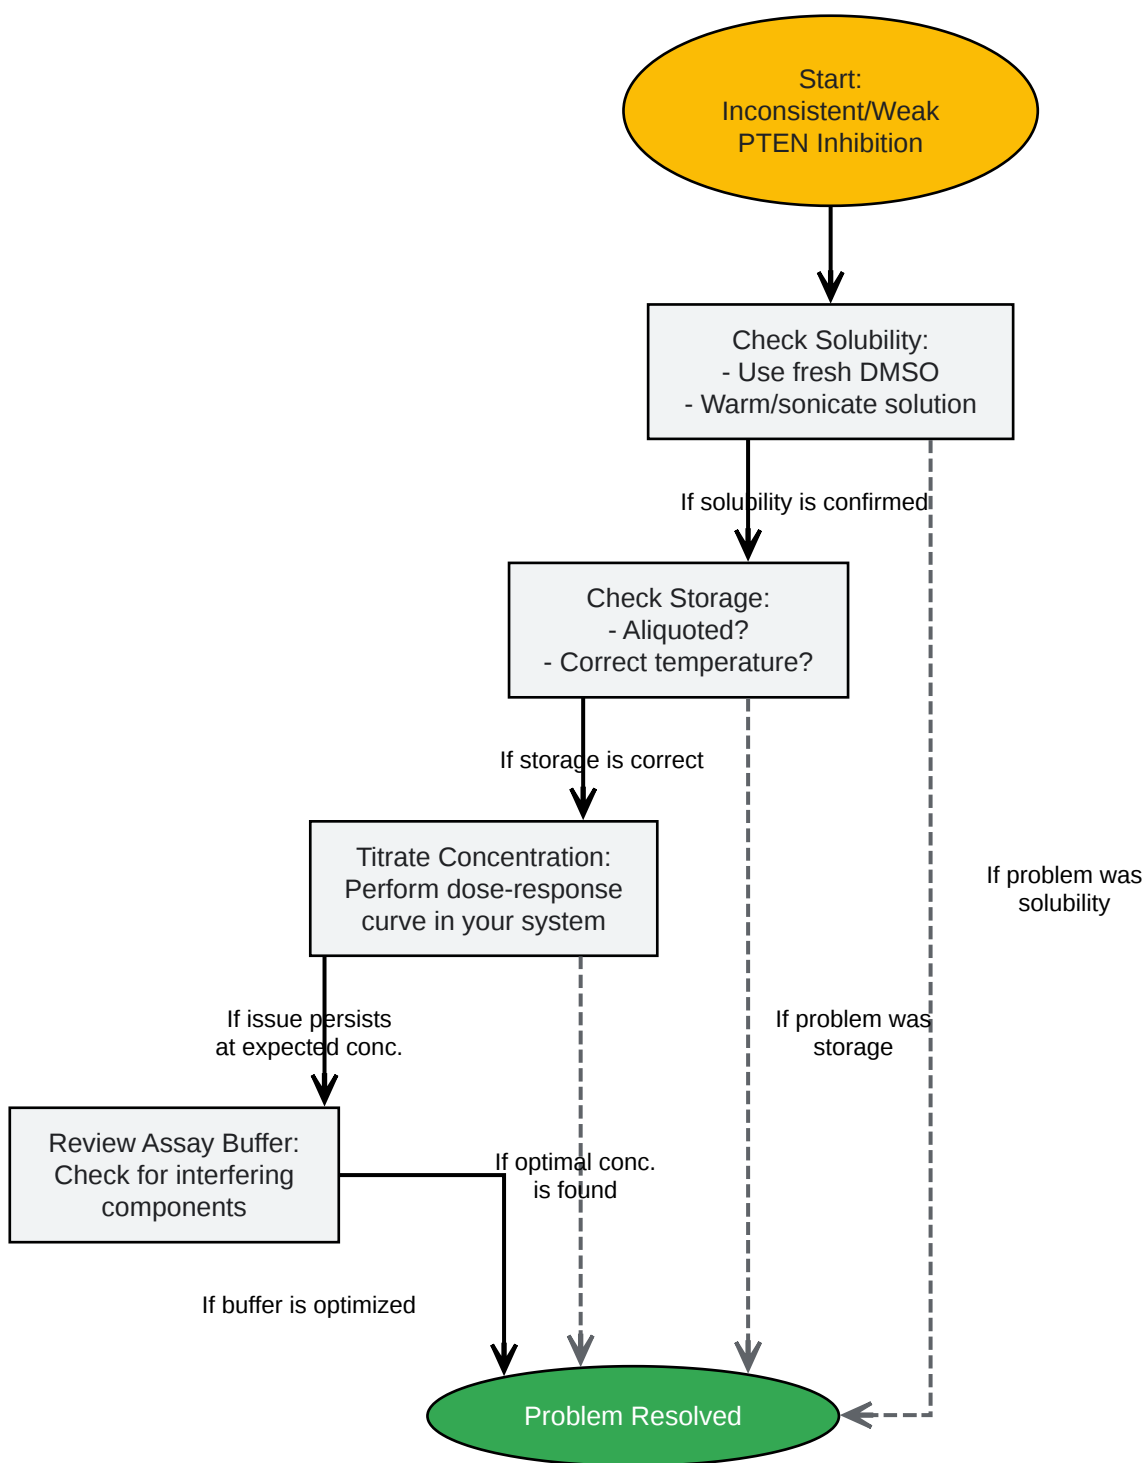 Start:
Inconsistent/Weak
PTEN Inhibition
Check Solubility:
- Use fresh DMSO
- Warm/sonicate solution
If solubility is confirmed
Check Storage:
- Aliquoted?
- Correct temperature?
If storage is correct
Titrate Concentration:
Perform dose-response
curve in your system
If problem was
solubility
If issue persists
at expected conc.
If problem was
storage
Review Assay Buffer:
Check for interfering
components
If optimal conc.
is found
If buffer is optimized
Problem Resolved